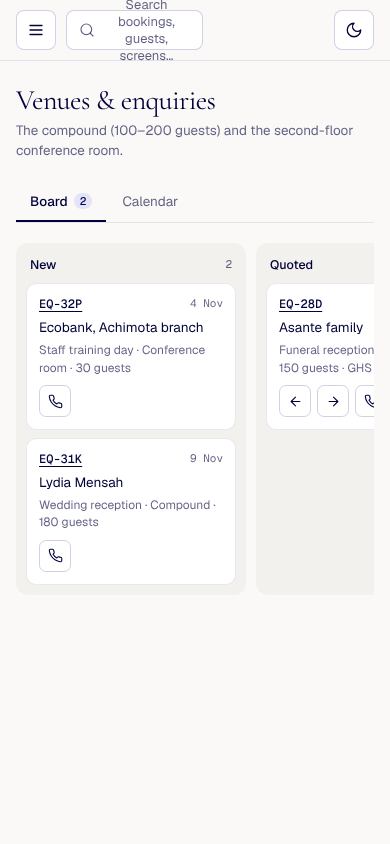 Search
bookings,
guests,
screens…
Venues & enquiries
The compound (100–200 guests) and the second-floor
conference room.
Board 2
Calendar
New 2
EQ-32P 4 Nov
Ecobank, Achimota branch
Staff training day · Conference
room · 30 guests
EQ-31K 9 Nov
Lydia Mensah
Wedding reception · Compound ·
180 guests
Quoted
EQ-28D
Asante family
Funeral reception
150 guests · GHS